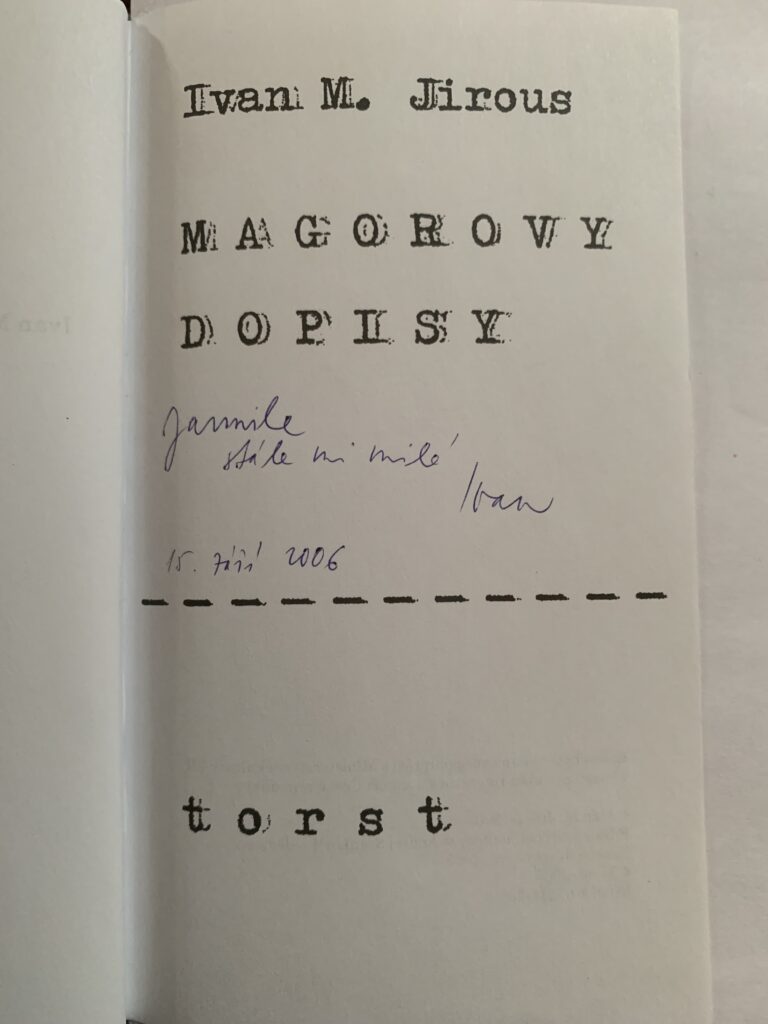 Ivan M. Jirous
MAGOROVY
DOPISY
Jarmile
stále mi milé
Ivan
15. září 2006
torst